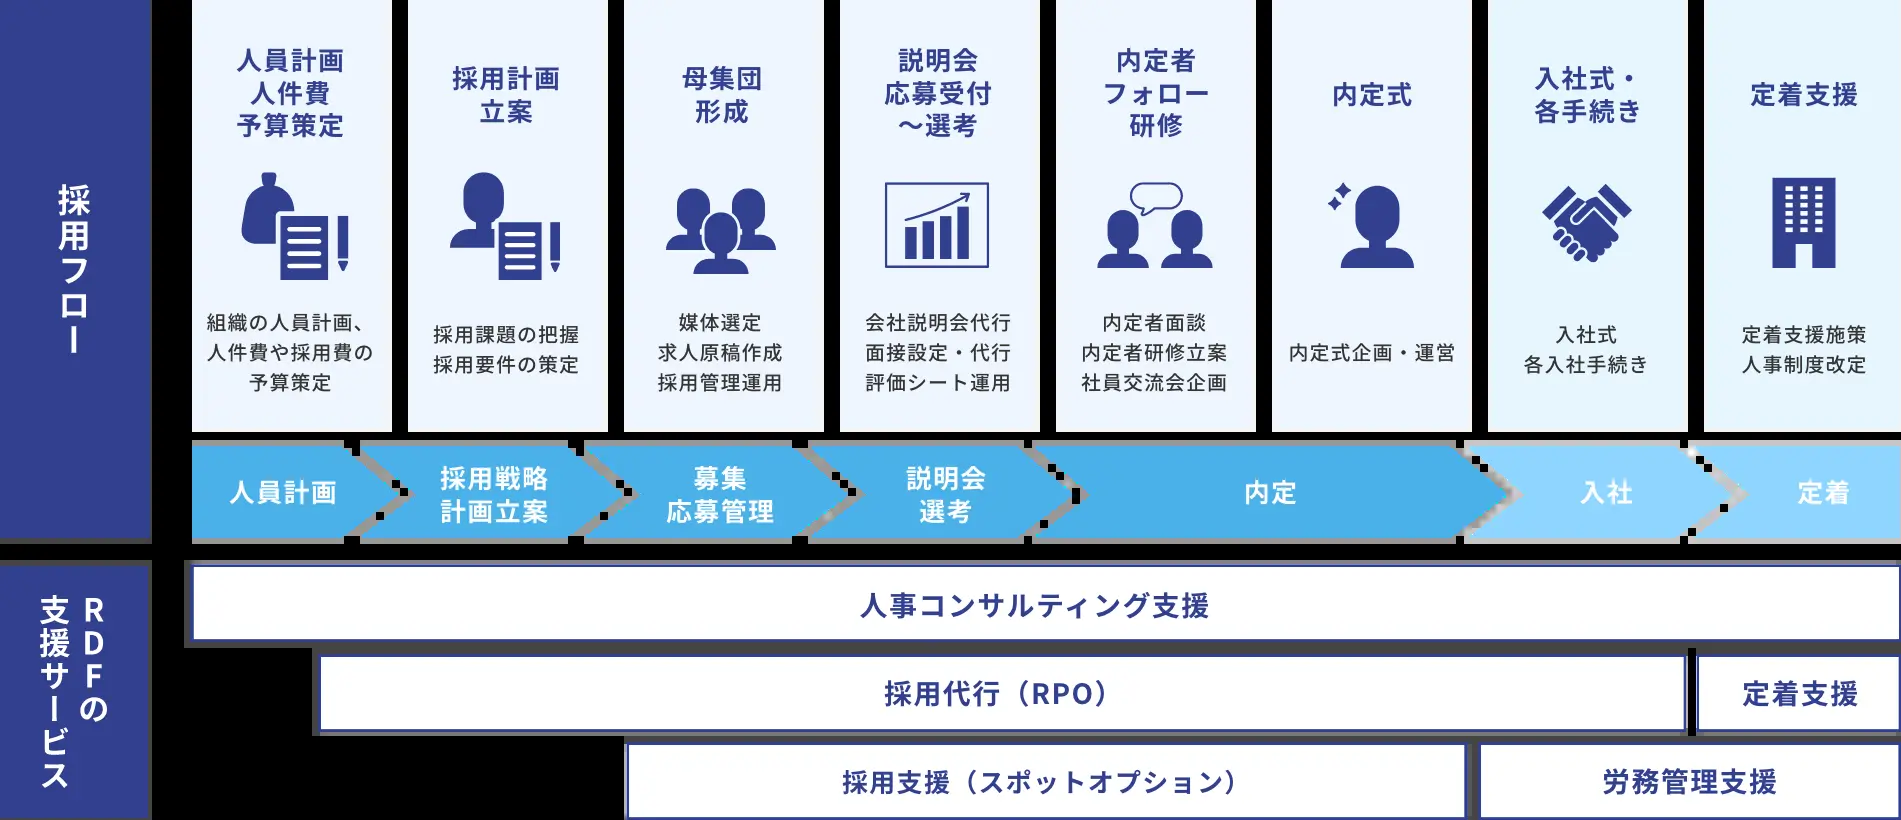 採用フロー
人員計画
人件費
予算策定
組織の人員計画、
人件費や採用費の
予算策定
採用計画
立案
採用課題の把握
採用要件の策定
母集団
形成
媒体選定
求人原稿作成
採用管理運用
説明会
応募受付
～選考
会社説明会代行
面接設定・代行
評価シート運用
内定者
フォロー
研修
内定者面談
内定者研修立案
社員交流会企画
内定式
内定式企画・運営
入社式・
各手続き
入社式
各入社手続き
定着支援
定着支援施策
人事制度改定
人員計画
採用戦略
計画立案
募集
応募管理
説明会
選考
内定
入社
定着
RDFの
支援サービス
人事コンサルティング支援
採用代行（RPO）
定着支援
採用支援（スポットオプション）
労務管理支援